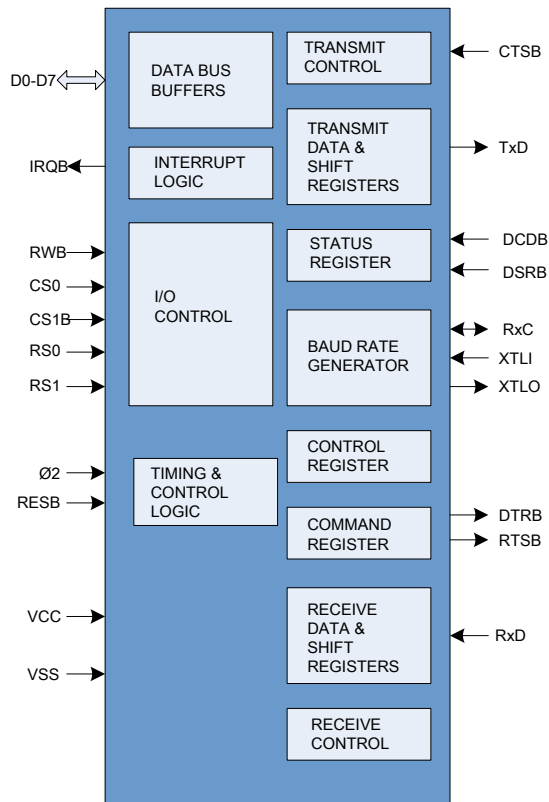 D0-D7
IRQB
RWB
CS0
CS1B
RS0
RS1
Ø2
RESB
VCC
VSS
DATA BUS
BUFFERS
INTERRUPT
LOGIC
I/O
CONTROL
TIMING &
CONTROL
LOGIC
TRANSMIT
CONTROL
TRANSMIT
DATA &
SHIFT
REGISTERS
STATUS
REGISTER
BAUD RATE
GENERATOR
CONTROL
REGISTER
COMMAND
REGISTER
RECEIVE
DATA &
SHIFT
REGISTERS
RECEIVE
CONTROL
CTSB
TxD
DCDB
DSRB
RxC
XTLI
XTLO
DTRB
RTSB
RxD